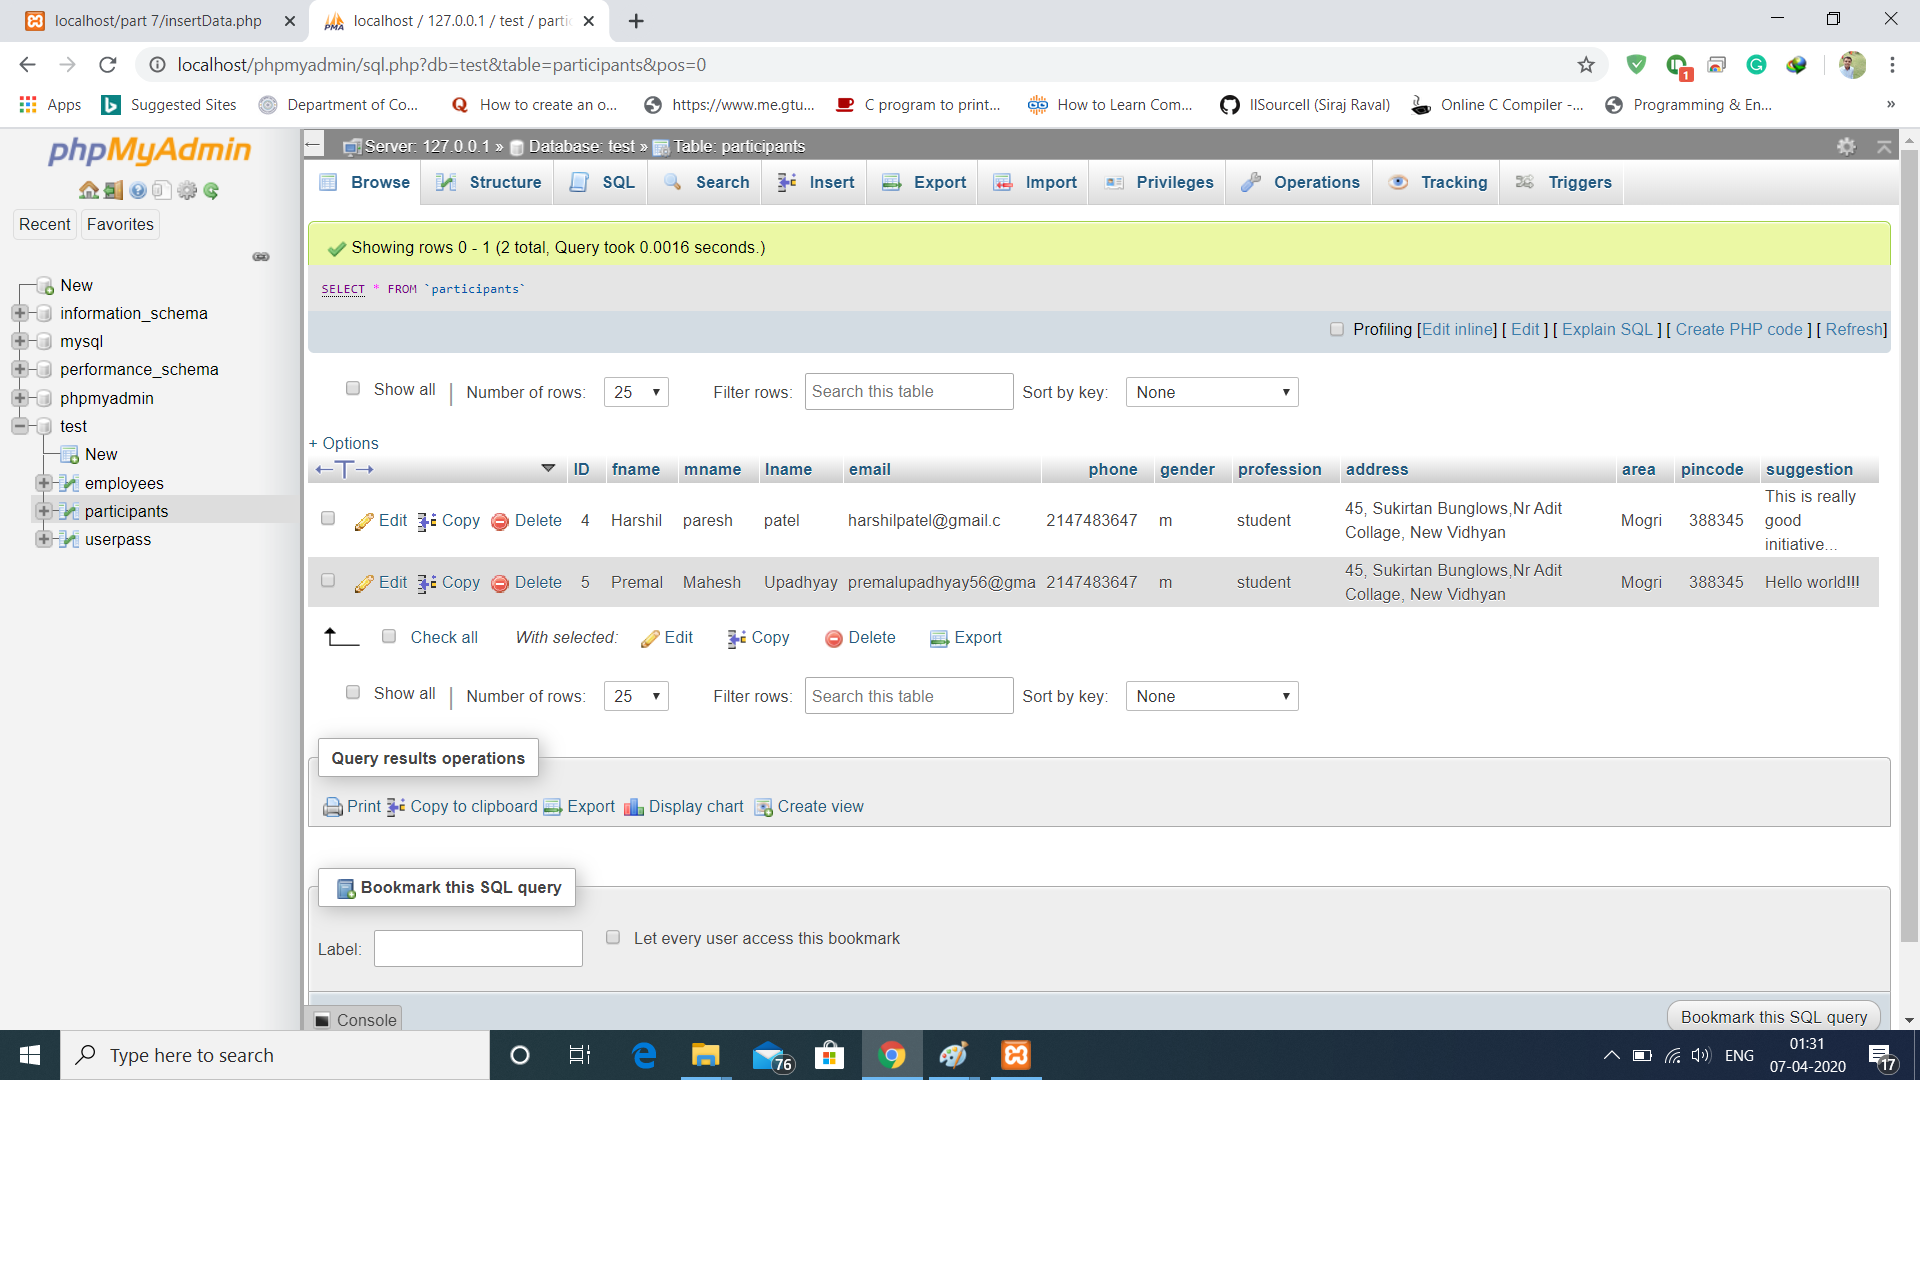 localhost/part 7/insertData.php
localhost / 127.0.0.1 / test / parti
localhost/phpmyadmin/sql.php?db=test&table=participants&pos=0
1
Apps
Suggested Sites
Department of Co...
How to create an o...
https://www.me.gtu...
C program to print...
How to Learn Com...
IISourcell (Siraj Raval)
Online C Compiler -...
Programming & En...
»
phpMyAdmin
Recent
Favorites
New
information_schema
mysql
performance_schema
phpmyadmin
test
New
employees
participants
userpass
Server: 127.0.0.1 » Database: test » Table: participants
Browse Structure SQL Search Insert Export Import Privileges Operations Tracking Triggers
Showing rows 0 - 1 (2 total, Query took 0.0016 seconds.)
SELECT * FROM `participants`
Profiling [Edit inline] [ Edit ] [ Explain SQL ] [ Create PHP code ] [ Refresh]
Show all | Number of rows: 25 Filter rows: Search this table Sort by key: None
+ Options
ID fname mname lname email phone gender profession address area pincode suggestion
Edit Copy Delete 4 Harshil paresh patel harshilpatel@gmail.c 2147483647 m student 45, Sukirtan Bunglows,Nr Adit Collage, New Vidhyan Mogri 388345 This is really good initiative...
Edit Copy Delete 5 Premal Mahesh Upadhyay premalupadhyay56@gma 2147483647 m student 45, Sukirtan Bunglows,Nr Adit Collage, New Vidhyan Mogri 388345 Hello world!!!
Check all With selected: Edit Copy Delete Export
Show all | Number of rows: 25 Filter rows: Search this table Sort by key: None
Query results operations
Print Copy to clipboard Export Display chart Create view
Bookmark this SQL query
Label: Let every user access this bookmark
Console
Bookmark this SQL query
Type here to search
76
ENG
01:31
07-04-2020
17